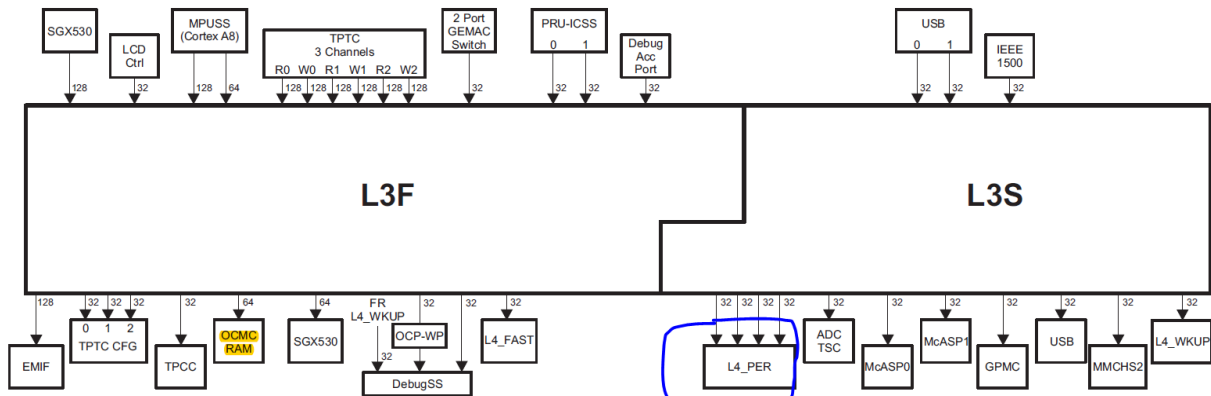 SGX530
LCD
Ctrl
MPUSS
(Cortex A8)
TPTC
3 Channels
R0 W0 R1 W1 R2 W2
2 Port
GEMAC
Switch
PRU-ICSS
0 1
Debug
Acc
Port
USB
0 1
IEEE
1500
128
32
128 64
128 128 128 128 128 128
32
32 32
32
32 32
32
L3F
L3S
128
32 32 32
32
64
64
FR
L4_WKUP
32
32
32
32
32 32 32 32
32
32
32
32
32
32
32
EMIF
0 1 2
TPTC CFG
TPCC
OCMC
RAM
SGX530
OCP-WP
DebugSS
L4_FAST
L4_PER
ADC
TSC
McASP0
McASP1
GPMC
USB
MMCHS2
L4_WKUP